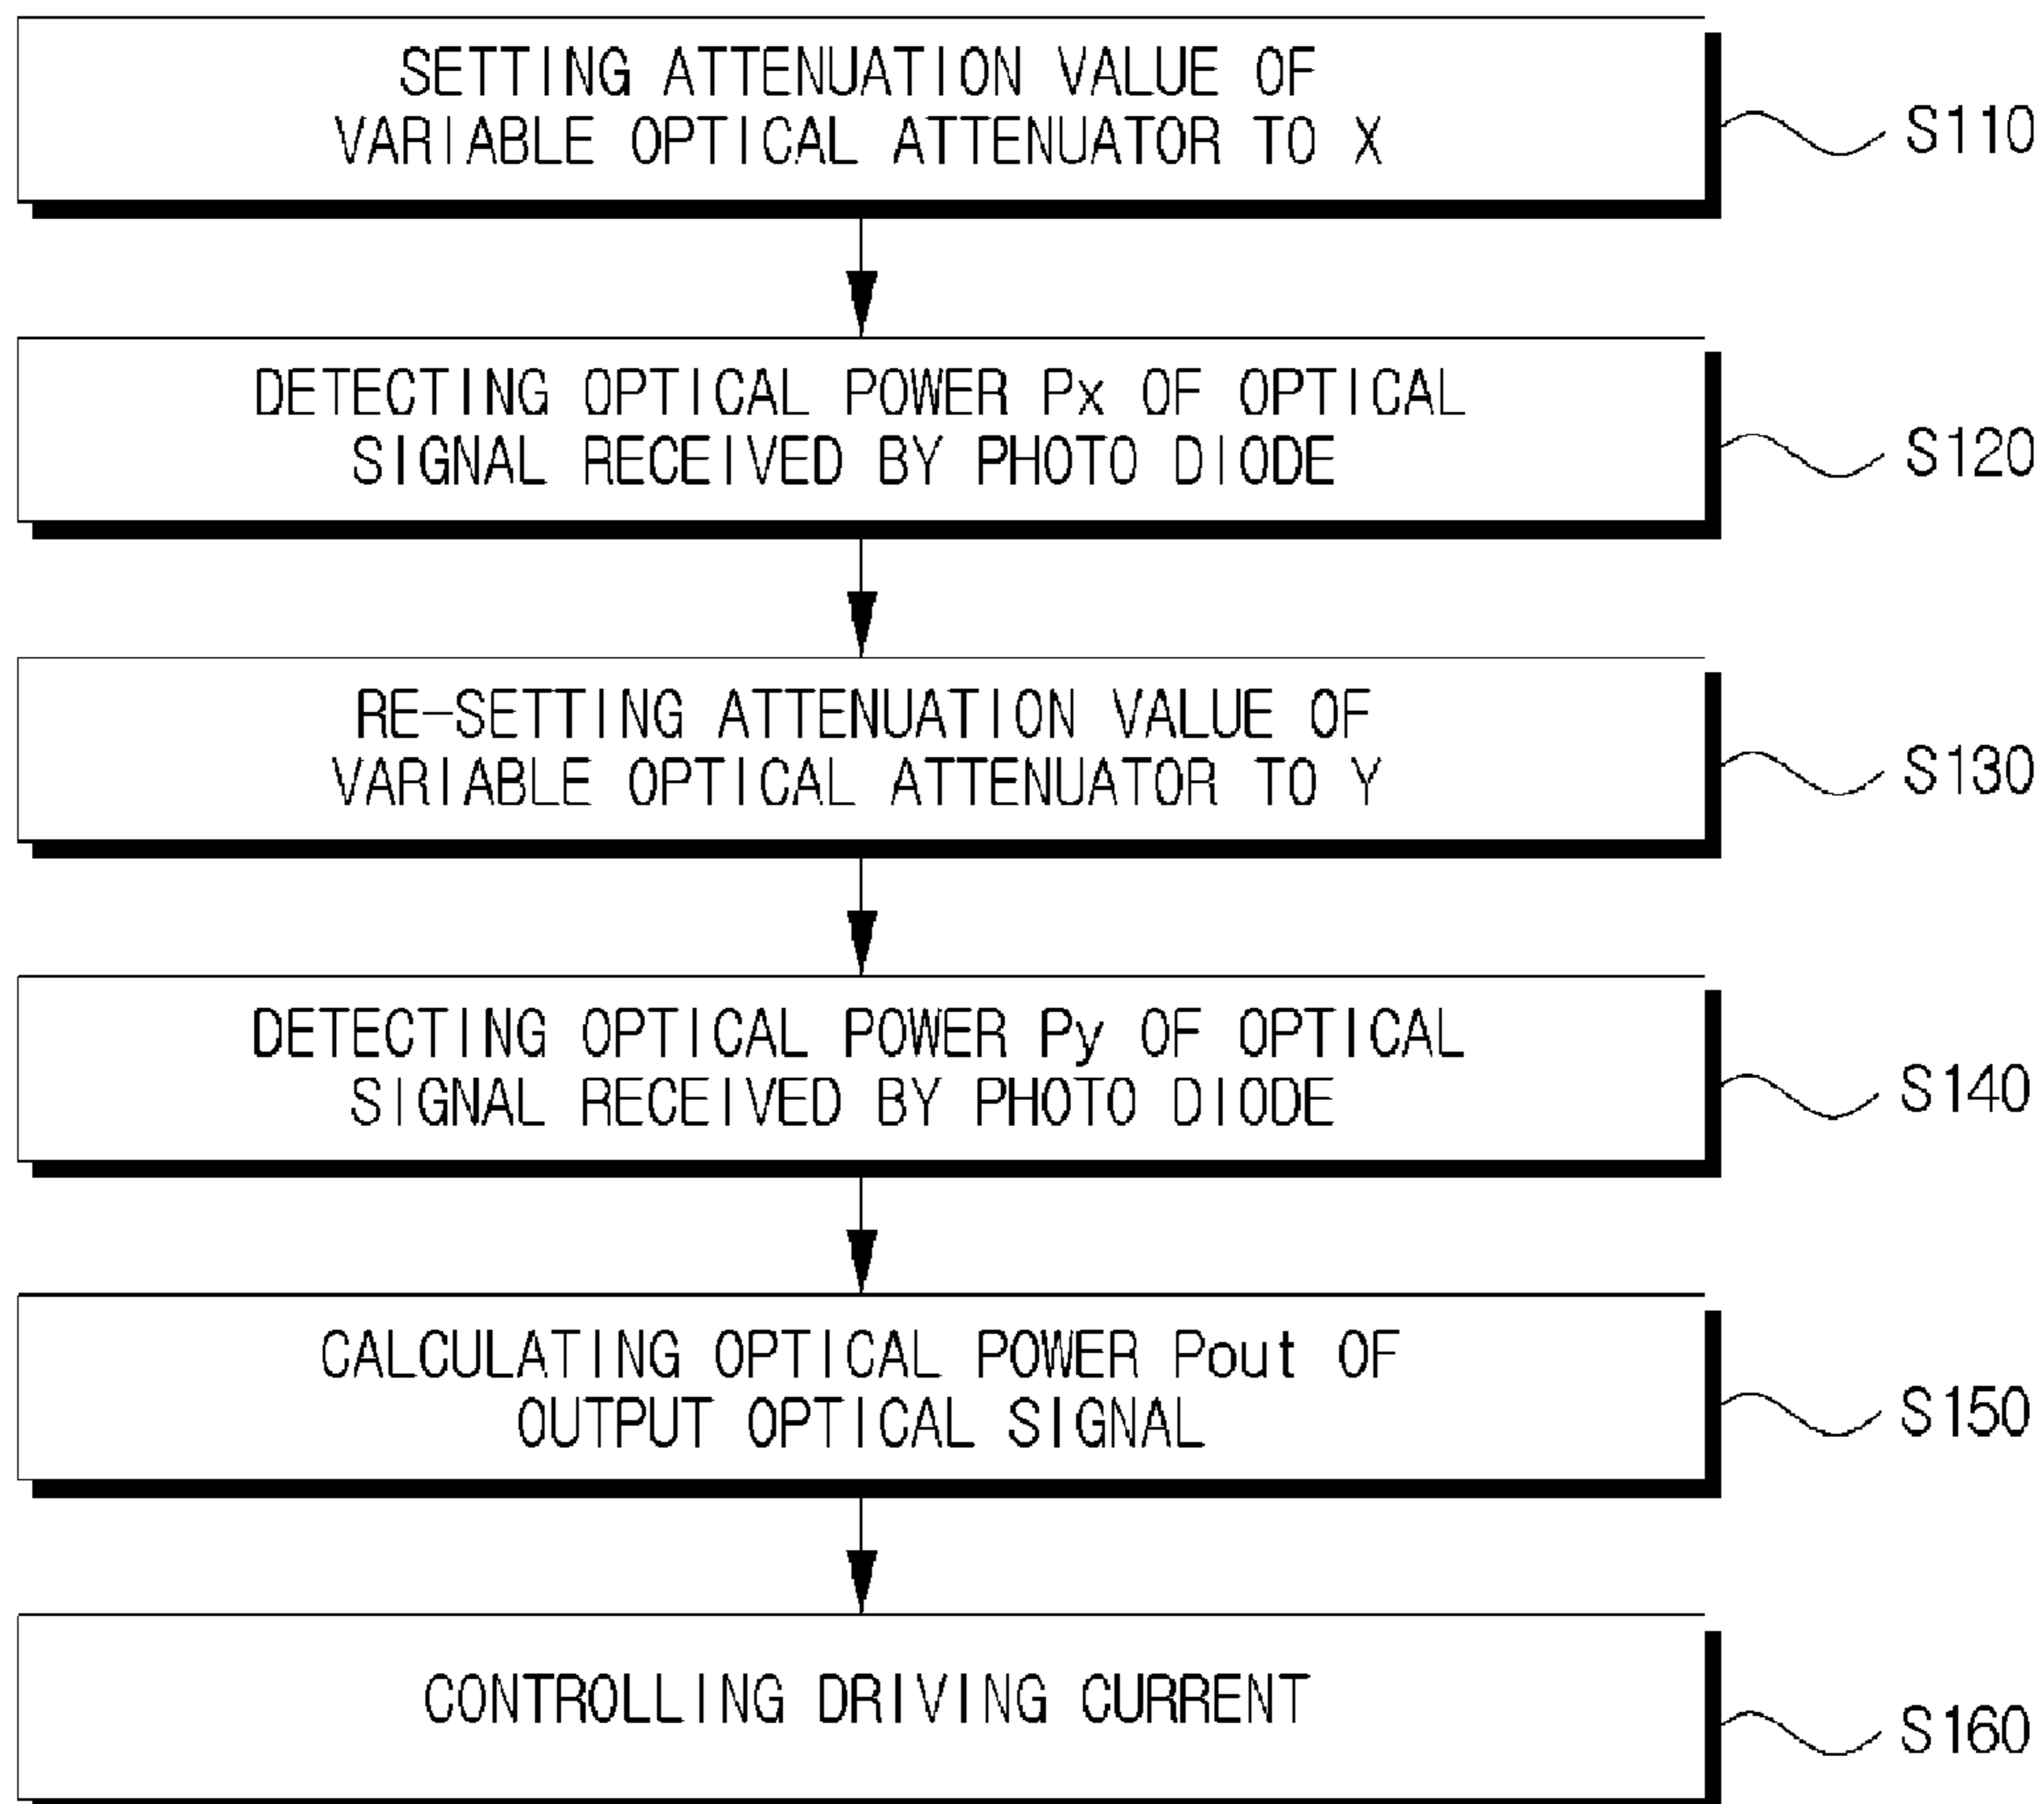 SETTING ATTENUATION VALUE OF
VARIABLE OPTICAL ATTENUATOR TO X
S110
DETECTING OPTICAL POWER Px OF OPTICAL
SIGNAL RECEIVED BY PHOTO DIODE
S120
RE-SETTING ATTENUATION VALUE OF
VARIABLE OPTICAL ATTENUATOR TO Y
S130
DETECTING OPTICAL POWER Py OF OPTICAL
SIGNAL RECEIVED BY PHOTO DIODE
S140
CALCULATING OPTICAL POWER Pout OF
OUTPUT OPTICAL SIGNAL
S150
CONTROLLING DRIVING CURRENT
S160